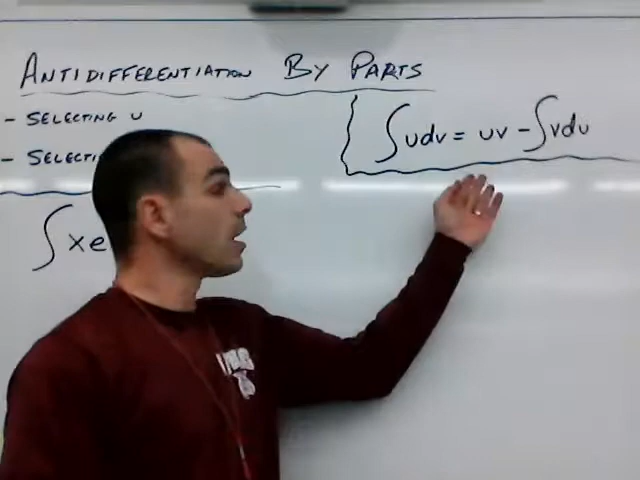 ANTIDIFFERENTIATION BY PARTS
- SELECTING U
- SELECTI
∫udv = uv - ∫vdu
∫xe